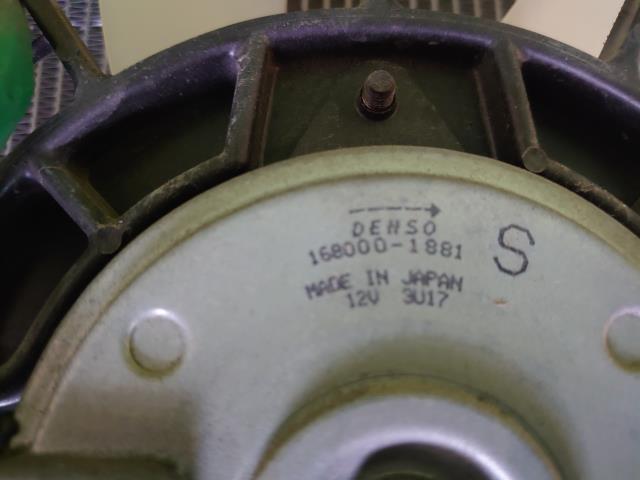 DENSO
168000-1881
S
MADE IN JAPAN
12V 3U17